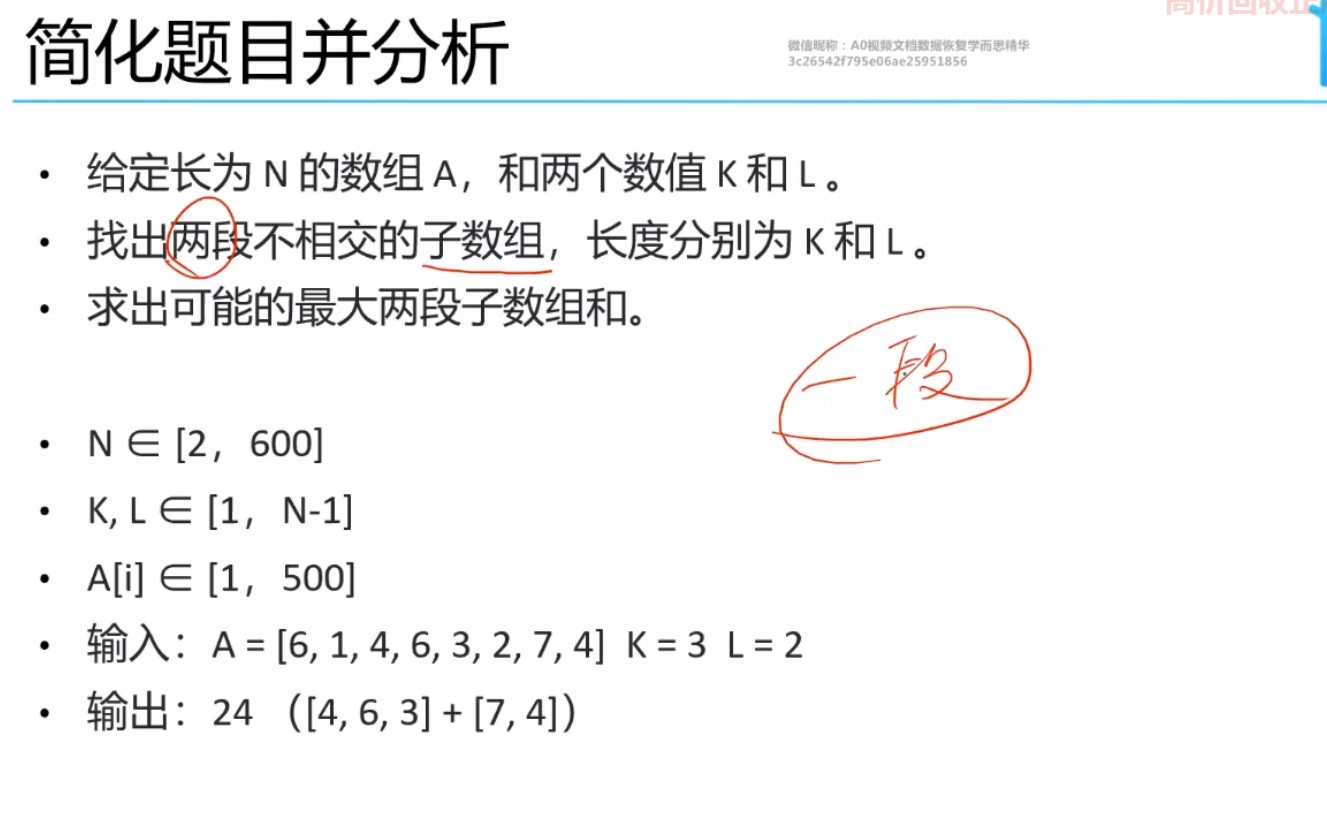 高价回收正
简化题目并分析
微信昵称：A0视频文档数据恢复学而思精华
3c26542f795e06ae25951856
• 给定长为 N 的数组 A，和两个数值 K 和 L 。
• 找出两段不相交的子数组，长度分别为 K 和 L 。
• 求出可能的最大两段子数组和。
一段
• N ∈ [2，600]
• K, L ∈ [1，N-1]
• A[i] ∈ [1，500]
• 输入：A = [6, 1, 4, 6, 3, 2, 7, 4] K = 3 L = 2
• 输出：24 （[4, 6, 3] + [7, 4]）